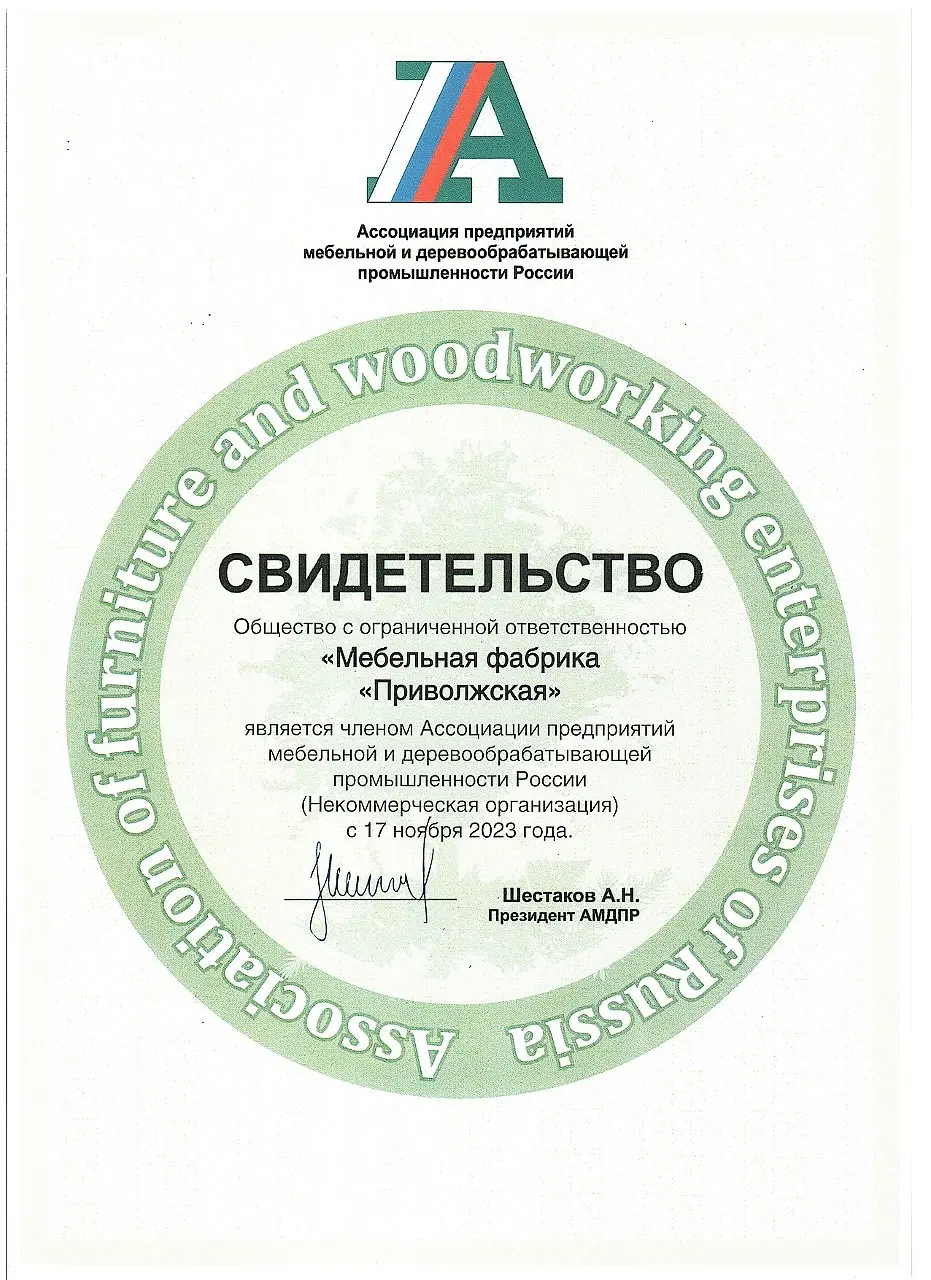 Ассоциация предприятий
мебельной и деревообрабатывающей
промышленности России
Association of furniture and woodworking enterprises of Russia
СВИДЕТЕЛЬСТВО
Общество с ограниченной ответственностью
«Мебельная фабрика
«Приволжская»
является членом Ассоциации предприятий
мебельной и деревообрабатывающей
промышленности России
(Некоммерческая организация)
с 17 ноября 2023 года.
Шестаков А.Н.
Президент АМДПР